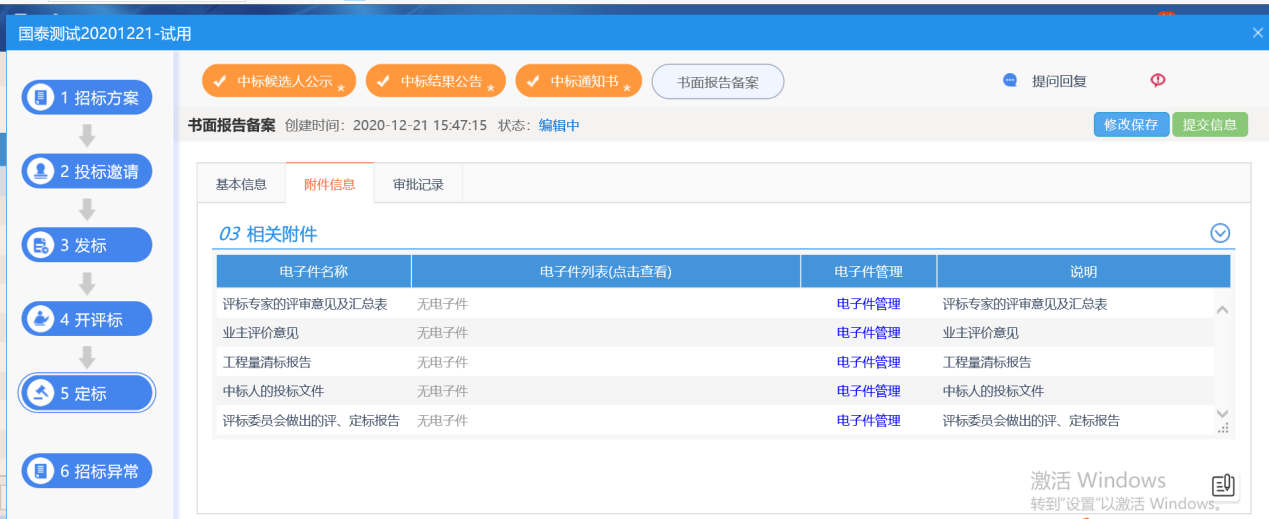 国泰测试20201221-试用
1 招标方案
2 投标邀请
3 发标
4 开评标
5 定标
6 招标异常
中标候选人公示 * 中标结果公告 * 中标通知书 * 书面报告备案 提问回复
书面报告备案 创建时间：2020-12-21 15:47:15 状态：编辑中 修改保存 提交信息
基本信息 附件信息 审批记录
03 相关附件
电子件名称 电子件列表(点击查看) 电子件管理 说明
评标专家的评审意见及汇总表 无电子件 电子件管理 评标专家的评审意见及汇总表
业主评价意见 无电子件 电子件管理 业主评价意见
工程量清标报告 无电子件 电子件管理 工程量清标报告
中标人的投标文件 无电子件 电子件管理 中标人的投标文件
评标委员会做出的评、定标报告 无电子件 电子件管理 评标委员会做出的评、定标报告
激活 Windows
转到"设置"以激活 Windows。